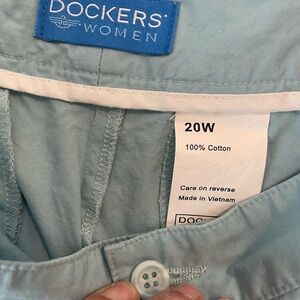 DOCKERS®
WOMEN
20W
100% Cotton
Care on reverse
Made in Vietnam